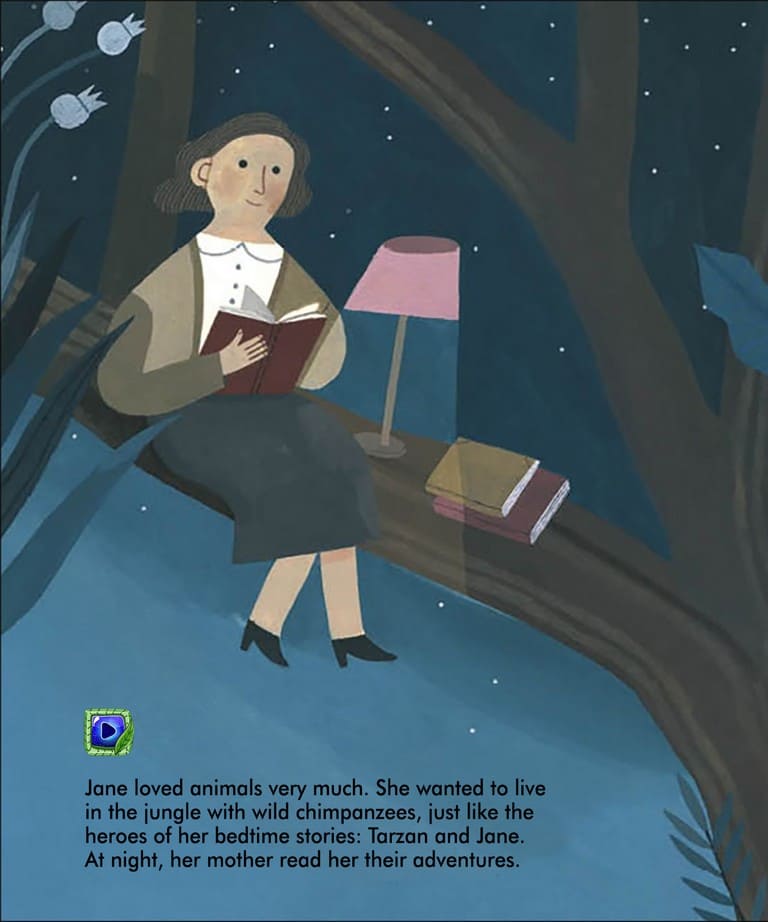 Jane loved animals very much. She wanted to live
in the jungle with wild chimpanzees, just like the
heroes of her bedtime stories: Tarzan and Jane.
At night, her mother read her their adventures.